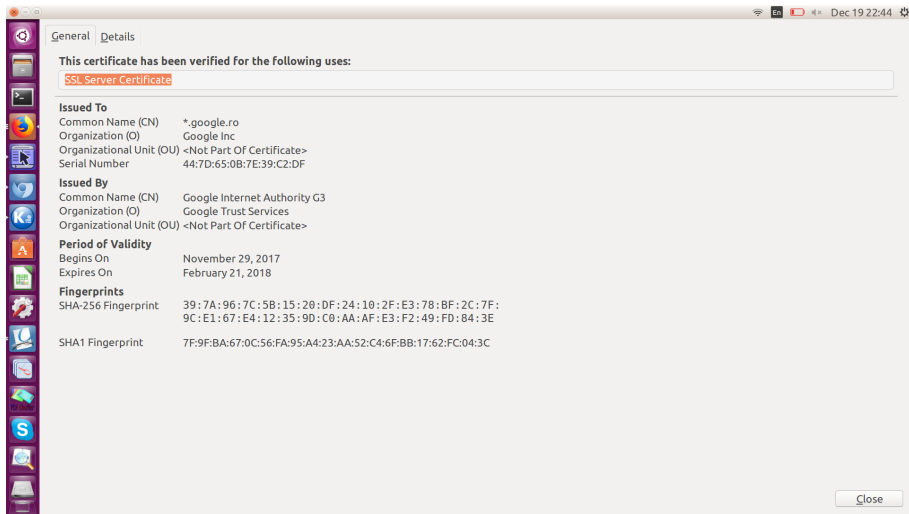 En Dec 19 22:44
General Details
This certificate has been verified for the following uses:
SSL Server Certificate
Issued To
Common Name (CN) *.google.ro
Organization (O) Google Inc
Organizational Unit (OU) <Not Part Of Certificate>
Serial Number 44:7D:65:0B:7E:39:C2:DF
Issued By
Common Name (CN) Google Internet Authority G3
Organization (O) Google Trust Services
Organizational Unit (OU) <Not Part Of Certificate>
Period of Validity
Begins On November 29, 2017
Expires On February 21, 2018
Fingerprints
SHA-256 Fingerprint 39:7A:96:7C:5B:15:20:DF:24:10:2F:E3:78:BF:2C:7F:
9C:E1:67:E4:12:35:9D:C0:AA:AF:E3:F2:49:FD:84:3E
SHA1 Fingerprint 7F:9F:BA:67:0C:56:FA:95:A4:23:AA:52:C4:6F:BB:17:62:FC:04:3C
Close